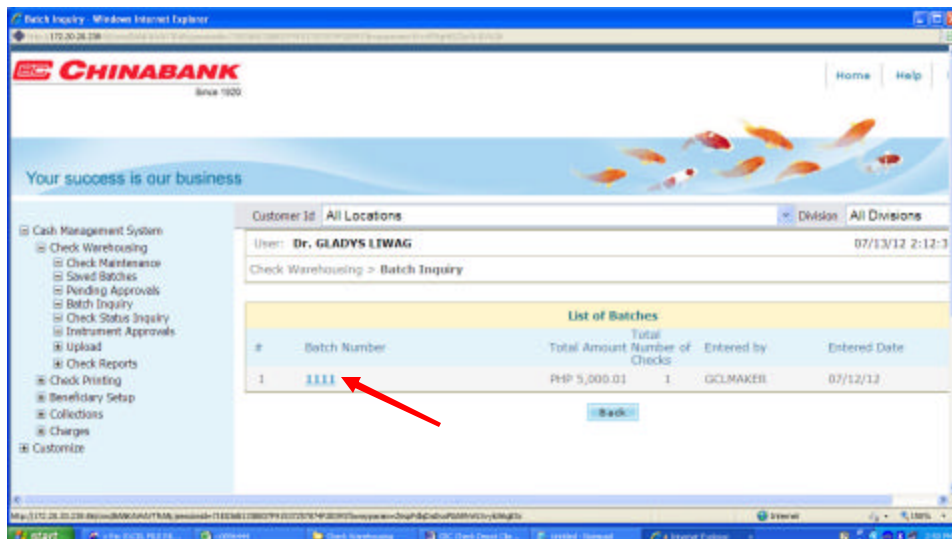 Batch Inquiry - Windows Internet Explorer
172.20.26.238
CHINABANK
Since 1920
Home Help
Your success is our business
Customer Id All Locations Division All Divisions
Cash Management System
Check Warehousing
Check Maintenance
Saved Batches
Pending Approvals
Batch Inquiry
Check Status Inquiry
Instrument Approvals
Upload
Check Reports
Check Printing
Beneficiary Setup
Collections
Charges
Customize
User: Dr. GLADYS LIWAG 07/13/12 2:12:3
Check Warehousing > Batch Inquiry
List of Batches
# Batch Number Total Amount Total Number of Checks Entered by Entered Date
1 1111 PHP 5,000.01 1 GCLMAKER 07/12/12
Back
Internet
start